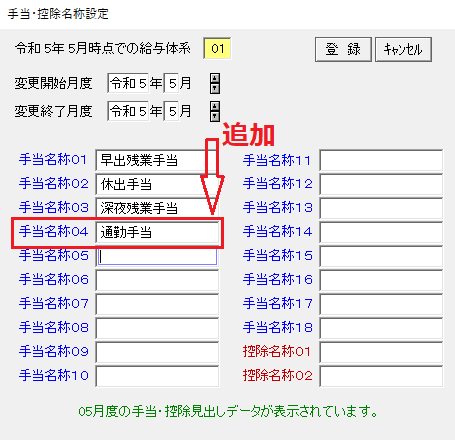 手当・控除名称設定
令和５年５月時点での給与体系 01 登 録 ｷｬﾝｾﾙ
変更開始月度 令和５年５月
変更終了月度 令和５年５月
追加
手当名称０１ 早出残業手当 手当名称１１
手当名称０２ 休出手当 手当名称１２
手当名称０３ 深夜残業手当 手当名称１３
手当名称０４ 通勤手当 手当名称１４
手当名称０５ 手当名称１５
手当名称０６ 手当名称１６
手当名称０７ 手当名称１７
手当名称０８ 手当名称１８
手当名称０９ 控除名称０１
手当名称１０ 控除名称０２
05月度の手当・控除見出しデータが表示されています。